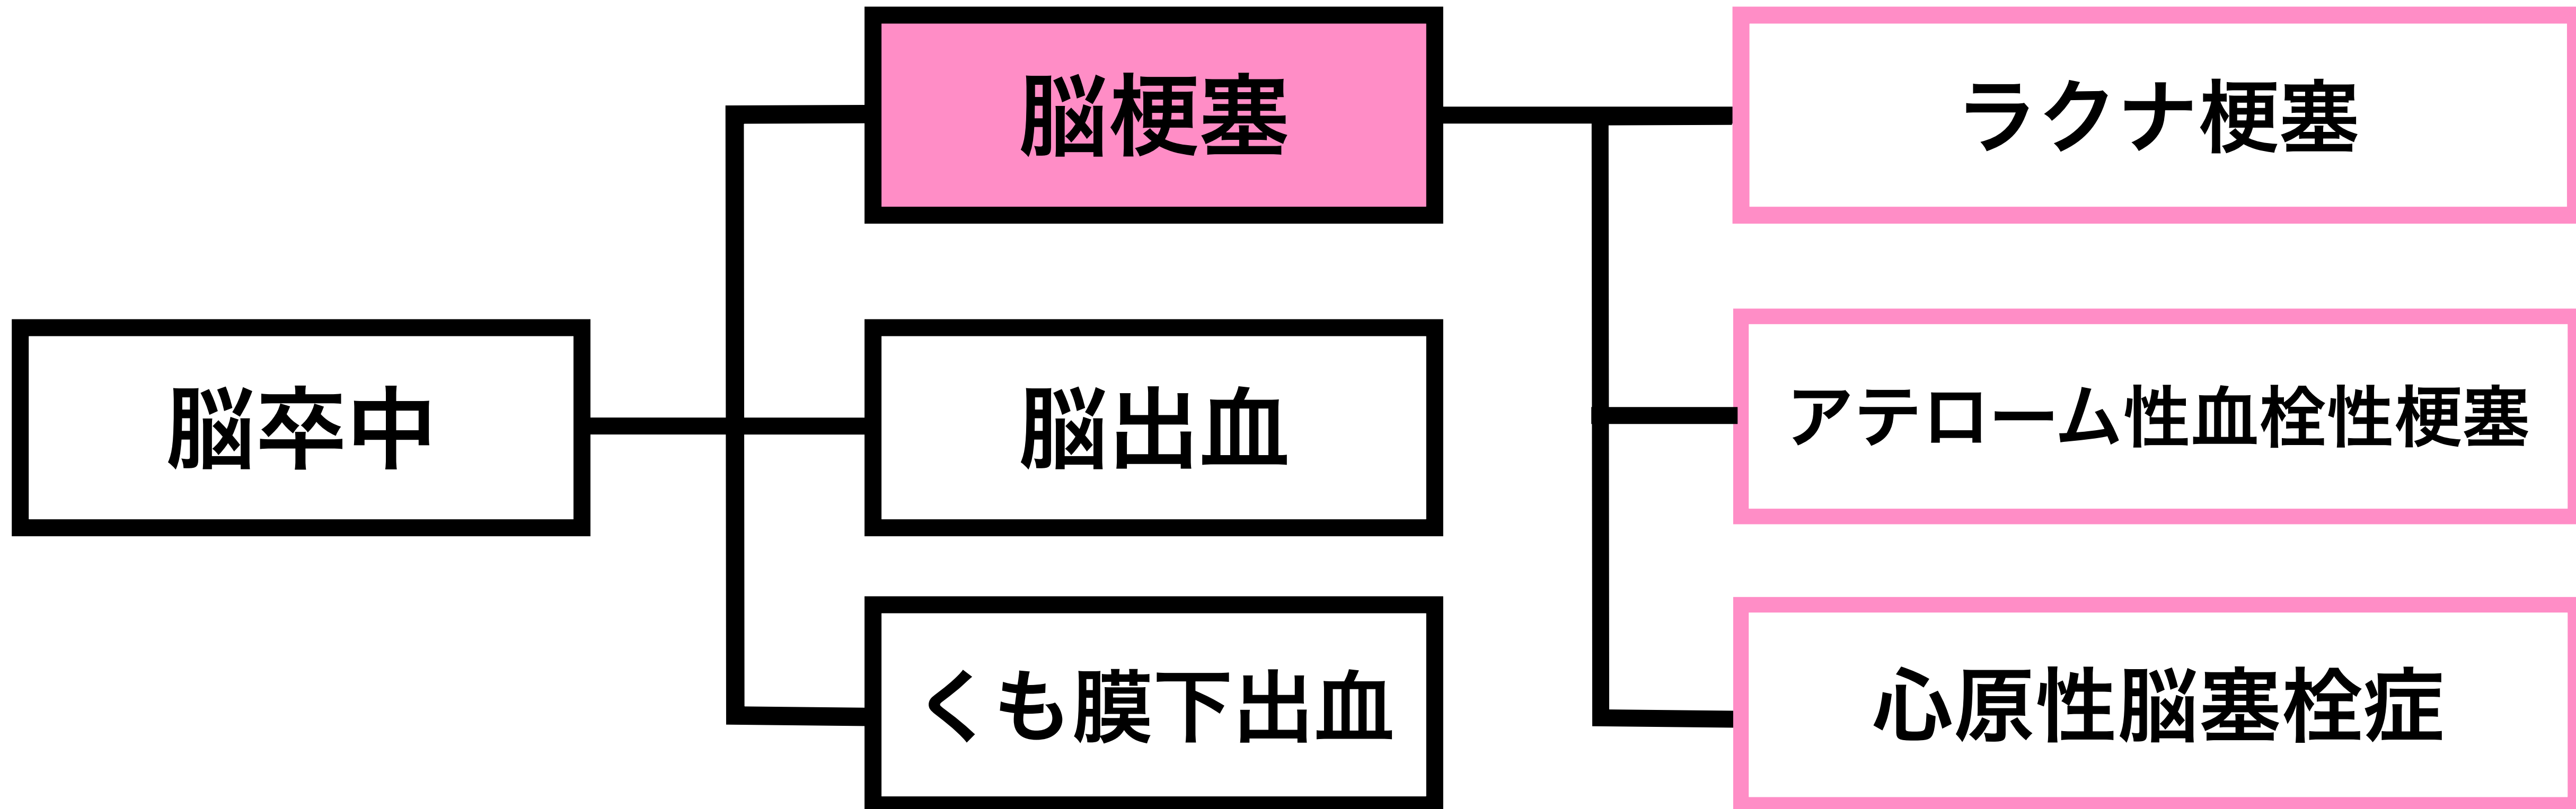 脳梗塞
ラクナ梗塞
脳卒中
脳出血
アテローム性血栓性梗塞
くも膜下出血
心原性脳塞栓症